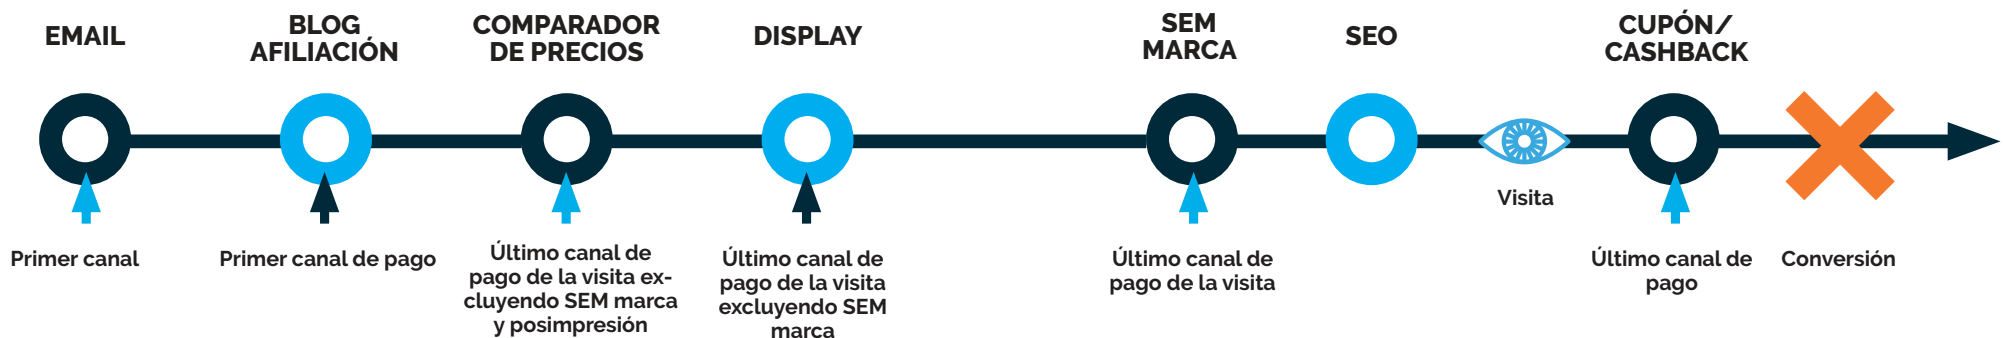 EMAIL
BLOG
AFILIACIÓN
COMPARADOR
DE PRECIOS
DISPLAY
SEM
MARCA
SEO
CUPÓN/
CASHBACK
Visita
Primer canal
Primer canal de pago
Último canal de
pago de la visita ex-
cluyendo SEM marca
y posimpresión
Último canal de
pago de la visita
excluyendo SEM
marca
Último canal de
pago de la visita
Último canal de
pago
Conversión